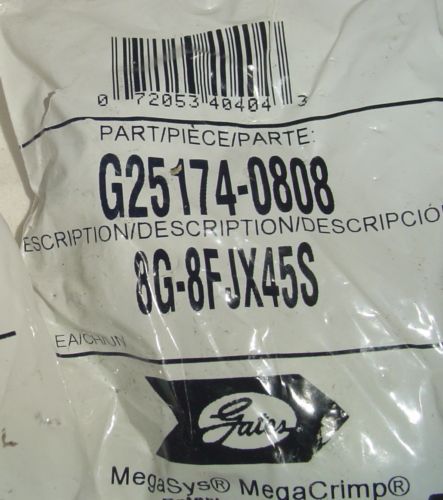 0 72053 40404 3
PART/PIÈCE/PARTE:
G25174-0808
ESCRIPTION/DESCRIPTION/DESCRIPCIÓ
8G-8FJX45S
EA/CH/UN
Gates
MegaSys® MegaCrimp®